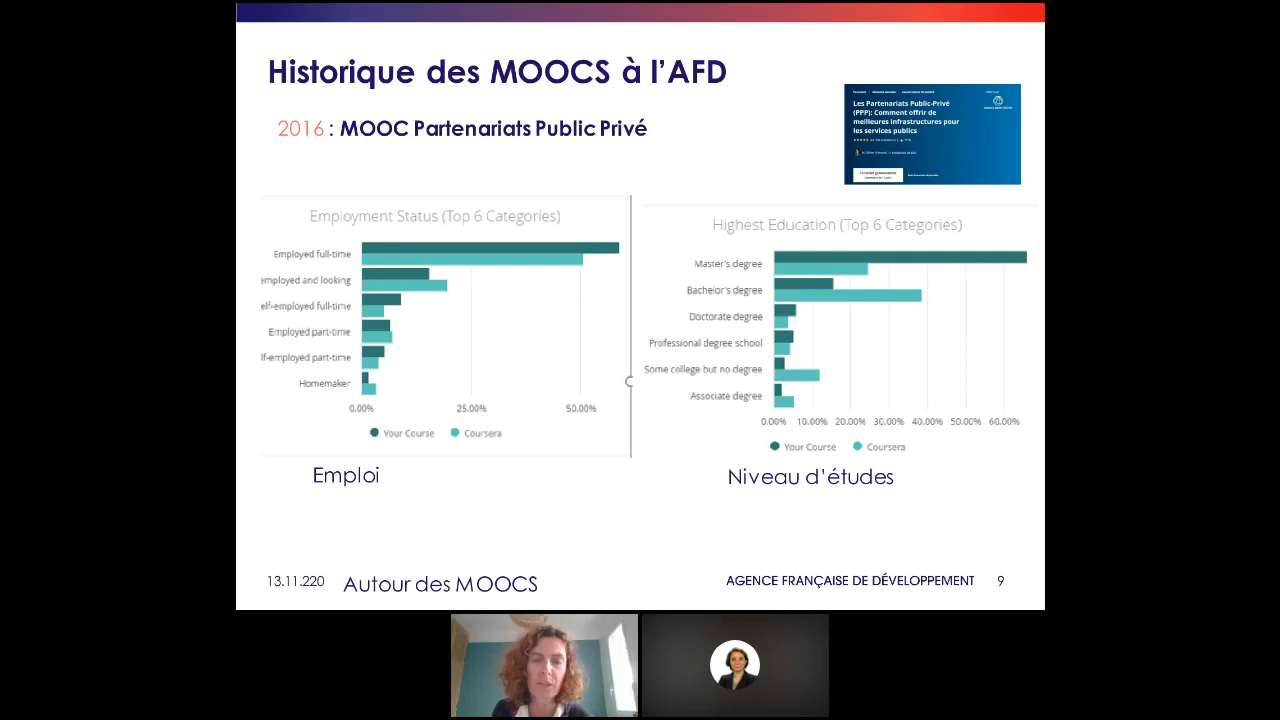 Historique des MOOCS à l’AFD
2016 : MOOC Partenariats Public Privé
Les Partenariats Public-Privé
(PPP): Comment offrir de
meilleures infrastructures pour
les services publics
Employment Status (Top 6 Categories)
Employed full-time
employed and looking
elf-employed full-time
Employed part-time
lf-employed part-time
Homemaker
0.00% 25.00% 50.00%
Your Course Coursera
Highest Education (Top 6 Categories)
Master's degree
Bachelor's degree
Doctorate degree
Professional degree school
Some college but no degree
Associate degree
0.00% 10.00% 20.00% 30.00% 40.00% 50.00% 60.00%
Your Course Coursera
Emploi
Niveau d’études
13.11.220 Autour des MOOCS AGENCE FRANÇAISE DE DÉVELOPPEMENT 9